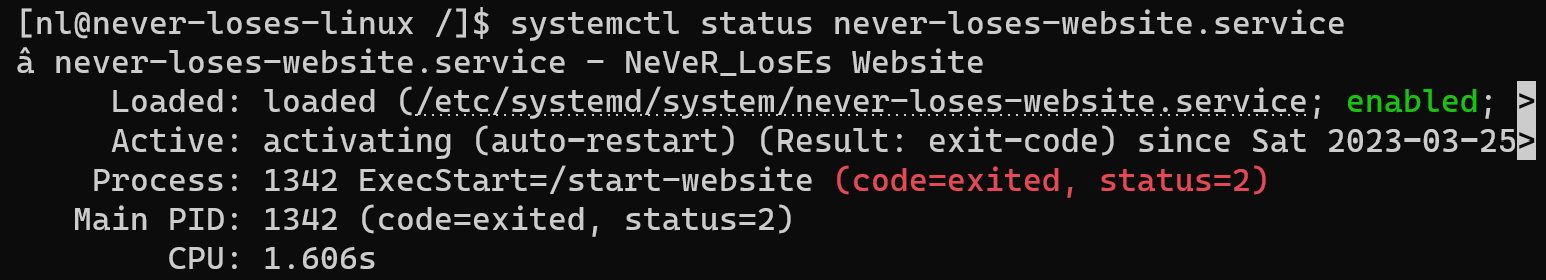 [nl@never-loses-linux /]$ systemctl status never-loses-website.service
â never-loses-website.service - NeVeR_LosEs Website
Loaded: loaded (/etc/systemd/system/never-loses-website.service; enabled; >
Active: activating (auto-restart) (Result: exit-code) since Sat 2023-03-25>
Process: 1342 ExecStart=/start-website (code=exited, status=2)
Main PID: 1342 (code=exited, status=2)
CPU: 1.606s